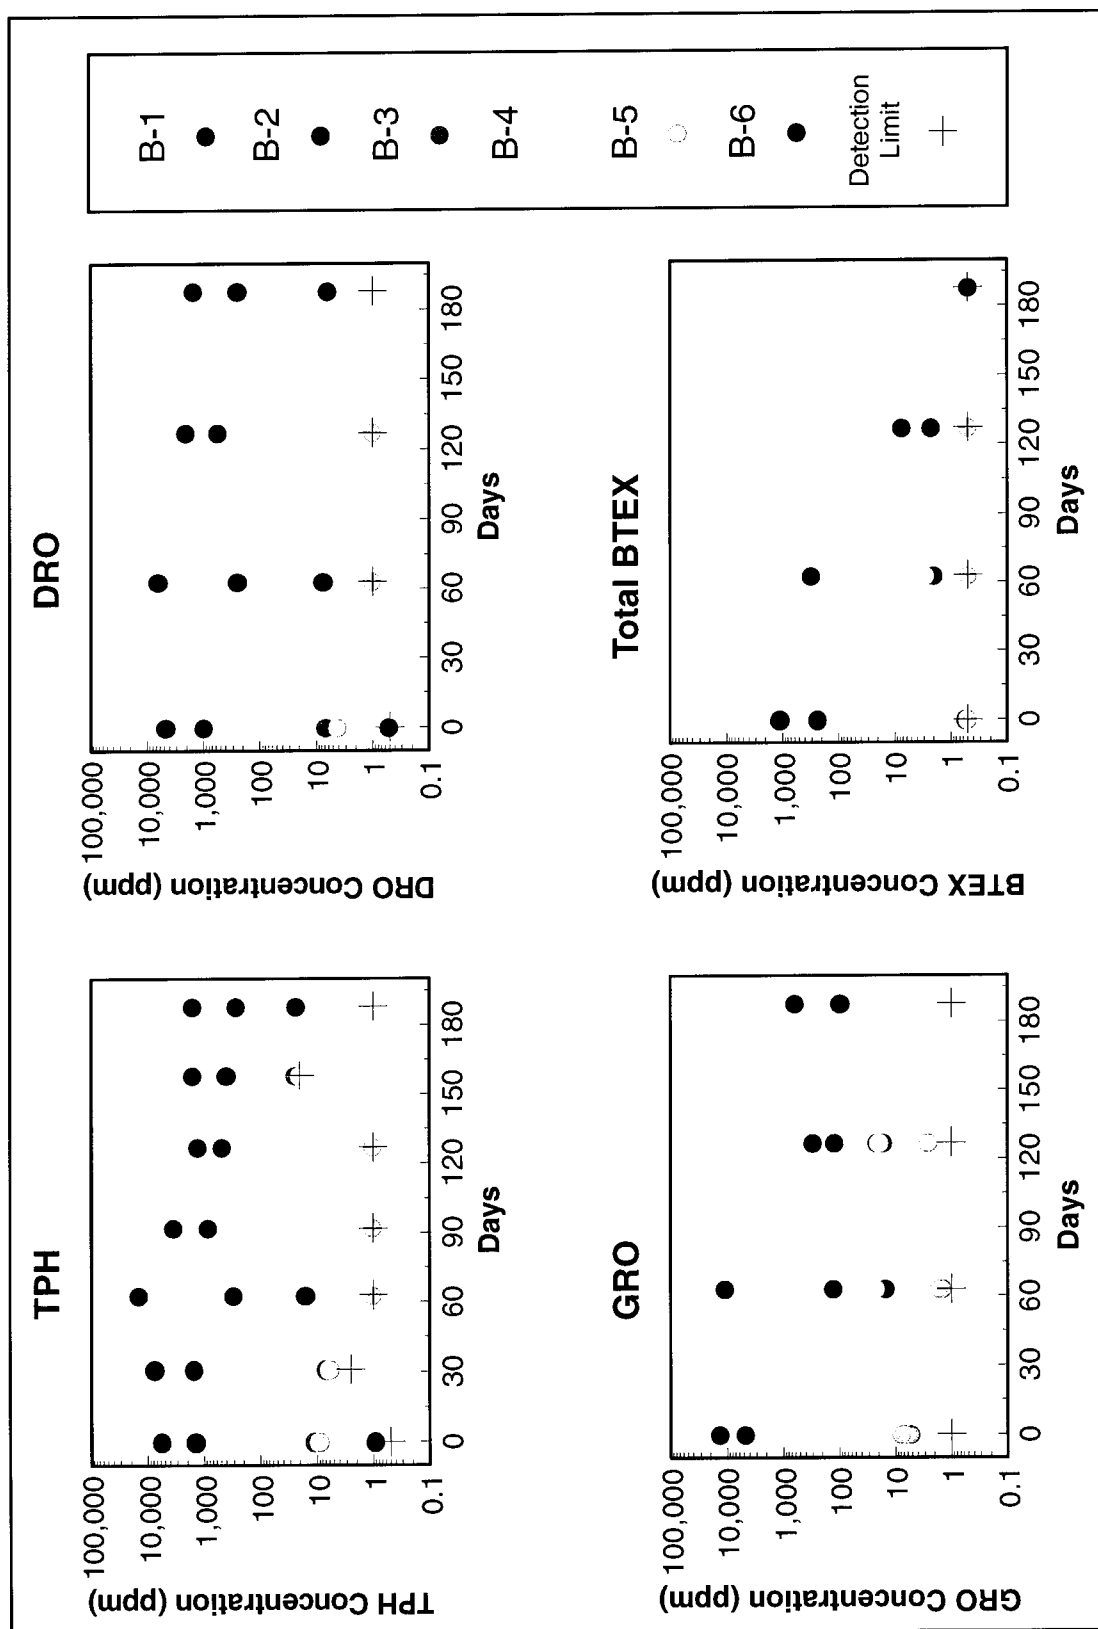 TPH
TPH Concentration (ppm)
100,000
10,000
1,000
100
10
1
0.1
0 30 60 90 120 150 180
Days
DRO
DRO Concentration (ppm)
100,000
10,000
1,000
100
10
1
0.1
0 30 60 90 120 150 180
Days
GRO
GRO Concentration (ppm)
100,000
10,000
1,000
100
10
1
0.1
0 30 60 90 120 150 180
Days
Total BTEX
BTEX Concentration (ppm)
100,000
10,000
1,000
100
10
1
0.1
0 30 60 90 120 150 180
Days
B-1
B-2
B-3
B-4
B-5
B-6
Detection
Limit